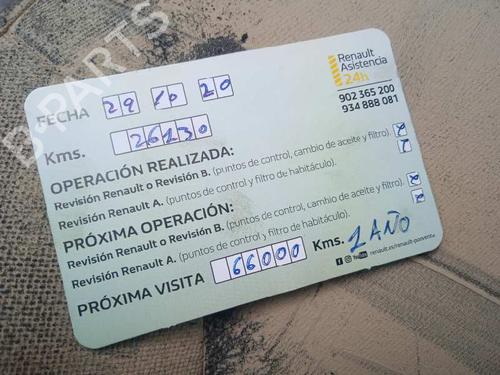 B-PARTS
Renault
Asistencia
24h
902 365 200
934 888 081
FECHA 29 10 20
Kms. 26230
OPERACIÓN REALIZADA:
Revisión Renault o Revisión B. (puntos de control, cambio de aceite y filtro).
Revisión Renault A. (puntos de control y filtro de habitáculo).
PRÓXIMA OPERACIÓN:
Revisión Renault o Revisión B. (puntos de control, cambio de aceite y filtro).
Revisión Renault A. (puntos de control y filtro de habitáculo).
PRÓXIMA VISITA 66000 Kms. 1 AÑO
YouTube renault.es/renault-posventa